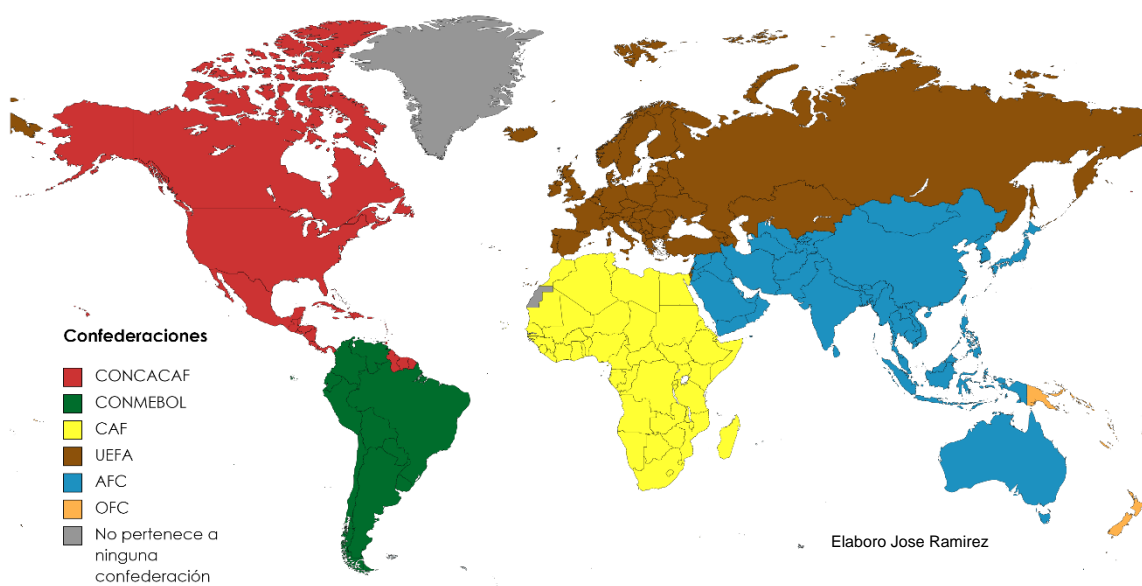 Confederaciones
CONCACAF
CONMEBOL
CAF
UEFA
AFC
OFC
No pertenece a
ninguna
confederación
Elaboro Jose Ramirez